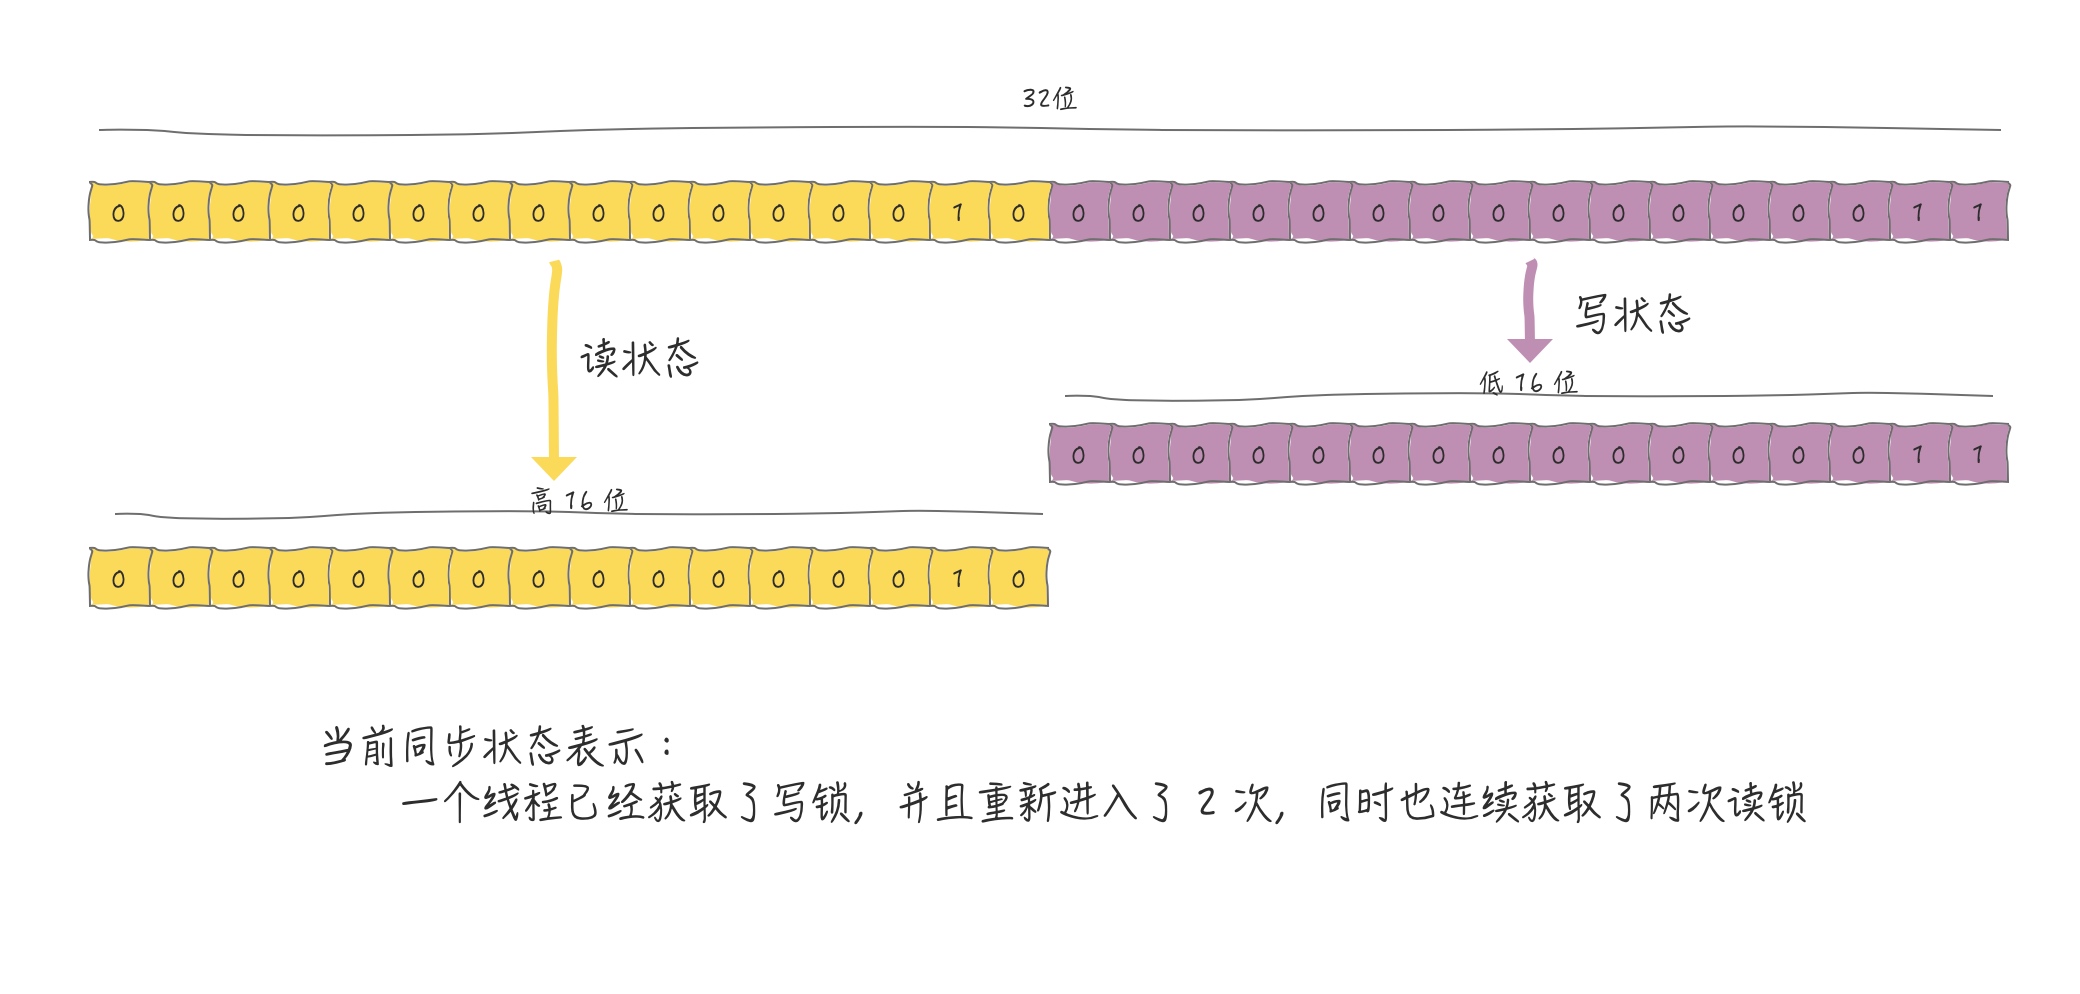 32位
0 0 0 0 0 0 0 0 0 0 0 0 0 0 1 0 0 0 0 0 0 0 0 0 0 0 0 0 0 0 1 1
写状态
读状态
低 16 位
0 0 0 0 0 0 0 0 0 0 0 0 0 0 1 1
高 16 位
0 0 0 0 0 0 0 0 0 0 0 0 0 0 1 0
当前同步状态表示：
一个线程已经获取了写锁，并且重新进入了 2 次，同时也连续获取了两次读锁